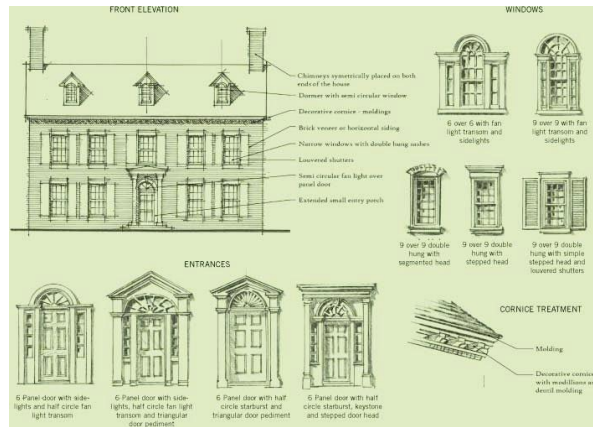 FRONT ELEVATION
Chimneys symetrically placed on both
ends of the house
Dormer with semi circular window
Decorative cornice - moldings
Brick veneer or horizontal siding
Narrow windows with double hung sashes
Louvered shutters
Semi circular fan light over
panel door
Extended small entry porch
WINDOWS
6 over 6 with fan
light transom and
sidelights
9 over 9 with fan
light transom and
sidelights
9 over 9 double
hung with
segmented head
9 over 9 double
hung with
stepped head
9 over 9 double
hung with simple
stepped head and
louvered shutters
ENTRANCES
6 Panel door with side-
lights and half circle fan
light transom
6 Panel door with side-
lights, half circle fan light
transom and triangular
door pediment
6 Panel door with half
circle starburst and
triangular door pediment
6 Panel door with half
circle starburst, keystone
and stepped door head
CORNICE TREATMENT
Molding
Decorative cornice
with modillions
dentil molding